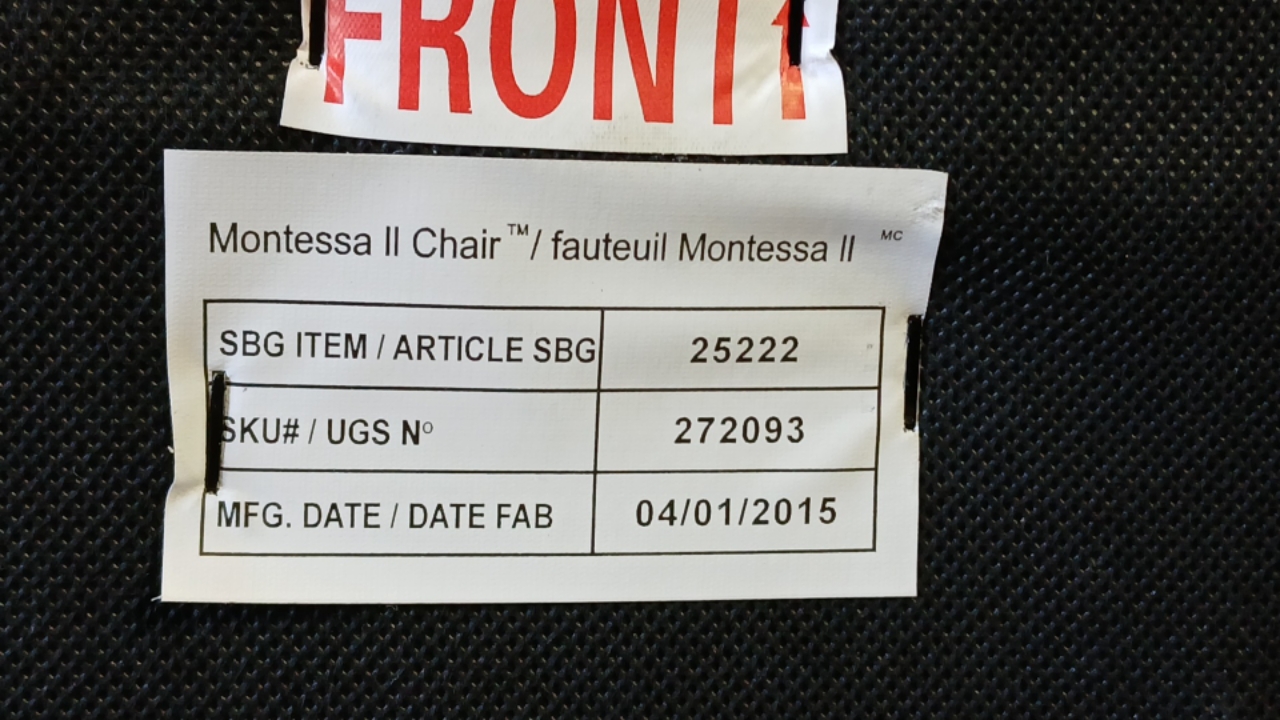 FRONT↑
Montessa II Chair™/ fauteuil Montessa II MC
SBG ITEM / ARTICLE SBG 25222
SKU# / UGS Nº 272093
MFG. DATE / DATE FAB 04/01/2015